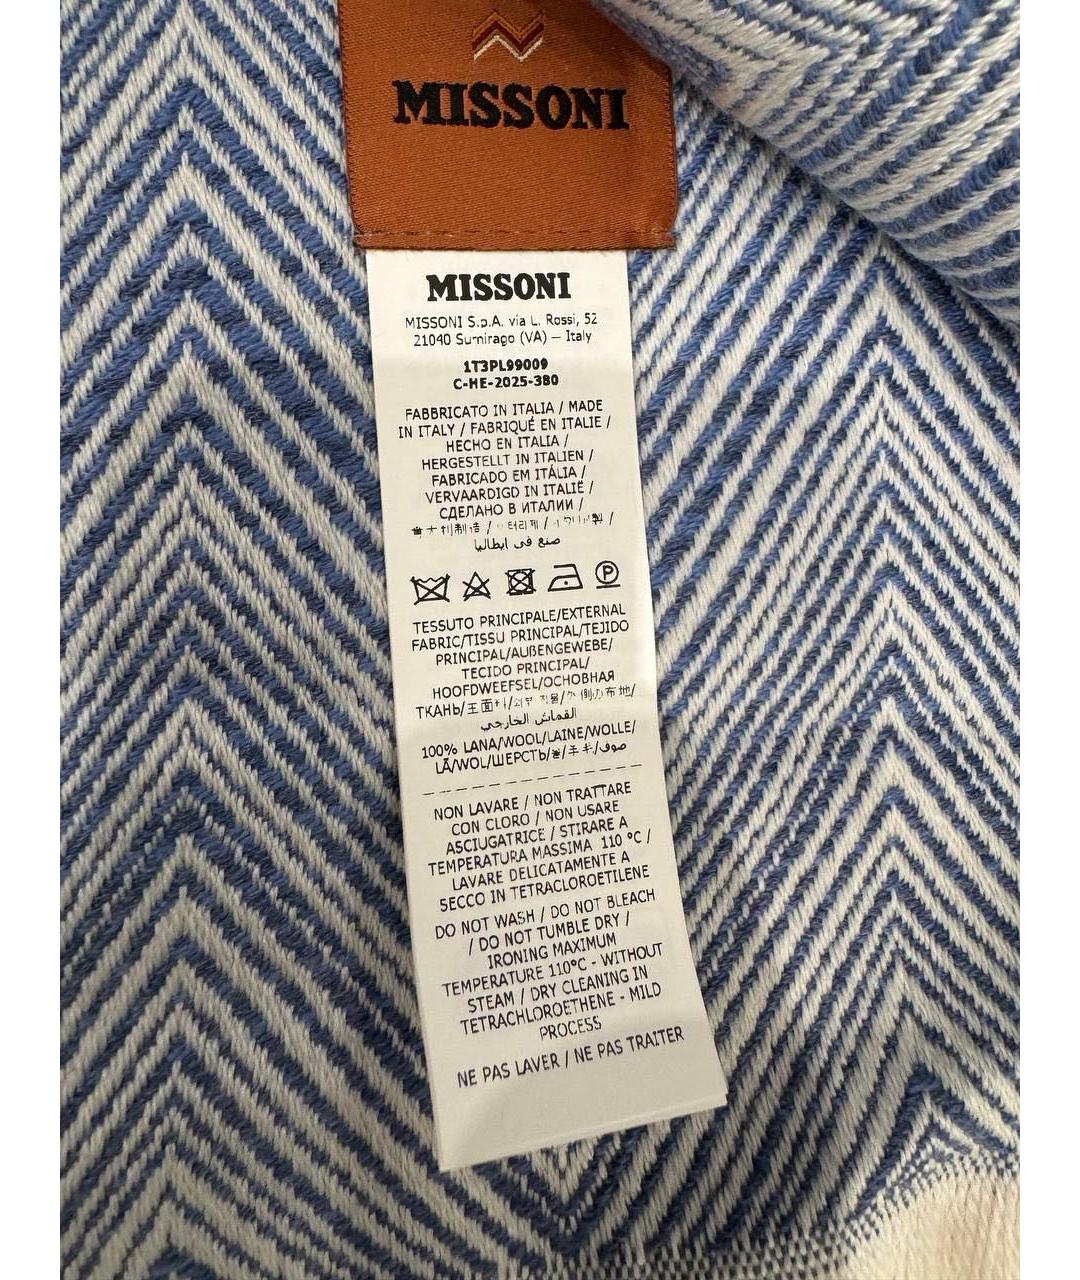 MISSONI
MISSONI
MISSONI S.p.A. via L. Rossi, 52
21040 Sumirago (VA) — Italy
1T3PL99009
C-HE-2025-380
FABBRICATO IN ITALIA / MADE
IN ITALY / FABRIQUÉ EN ITALIE /
HECHO EN ITALIA /
HERGESTELLT IN ITALIEN /
FABRICADO EM ITÁLIA /
VERVAARDIGD IN ITALIË /
СДЕЛАНО В ИТАЛИИ /
صنع في ايطاليا
P
TESSUTO PRINCIPALE/EXTERNAL
FABRIC/TISSU PRINCIPAL/TEJIDO
PRINCIPAL/AUßENGEWEBE/
TECIDO PRINCIPAL/
HOOFDWEEFSEL/ОСНОВНАЯ
ТКАНЬ/
القماش الخارجي
100% LANA/WOOL/LAINE/WOLLE/
LÃ/WOL/ШЕРСТЬ/صوف
NON LAVARE / NON TRATTARE
CON CLORO / NON USARE
ASCIUGATRICE / STIRARE A
TEMPERATURA MASSIMA 110 °C /
LAVARE DELICATAMENTE A
SECCO IN TETRACLOROETILENE
DO NOT WASH / DO NOT BLEACH
/ DO NOT TUMBLE DRY /
IRONING MAXIMUM
TEMPERATURE 110°C - WITHOUT
STEAM / DRY CLEANING IN
TETRACHLOROETHENE - MILD
PROCESS
NE PAS LAVER / NE PAS TRAITER